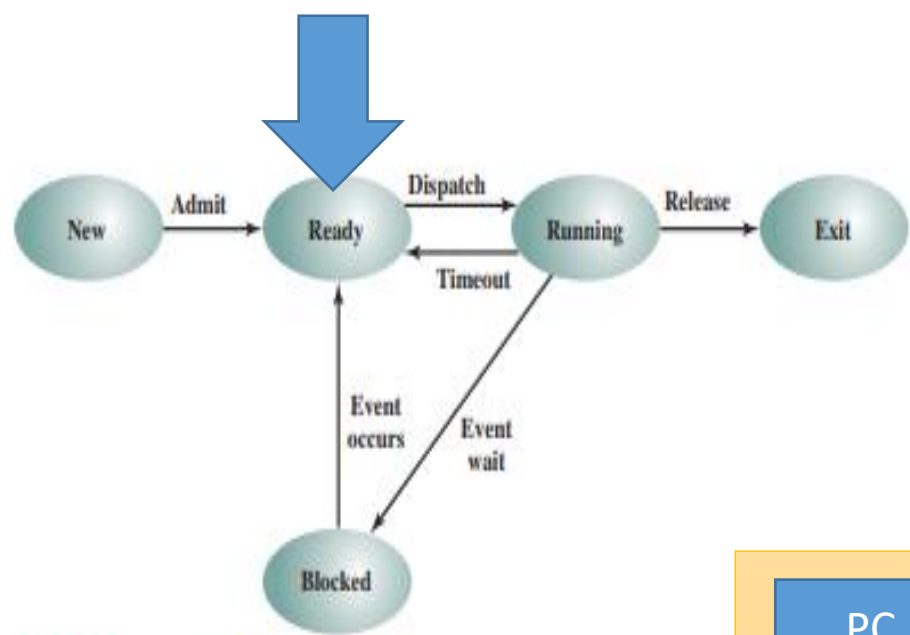 Admit
Dispatch
Release
New
Ready
Running
Exit
Timeout
Event
occurs
Event
wait
Blocked
PC